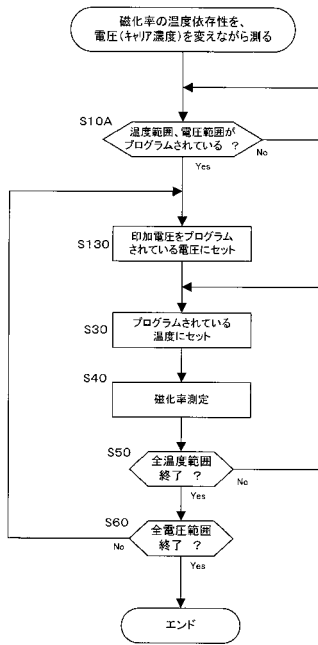 磁化率の温度依存性を、
電圧(キャリア濃度)を変えながら測る
S10A
温度範囲、電圧範囲が
プログラムされている ?
No
Yes
S130
印加電圧をプログラム
されている電圧にセット
S30
プログラムされている
温度にセット
S40
磁化率測定
S50
全温度範囲
終了 ?
No
Yes
S60
全電圧範囲
終了 ?
No
Yes
エンド